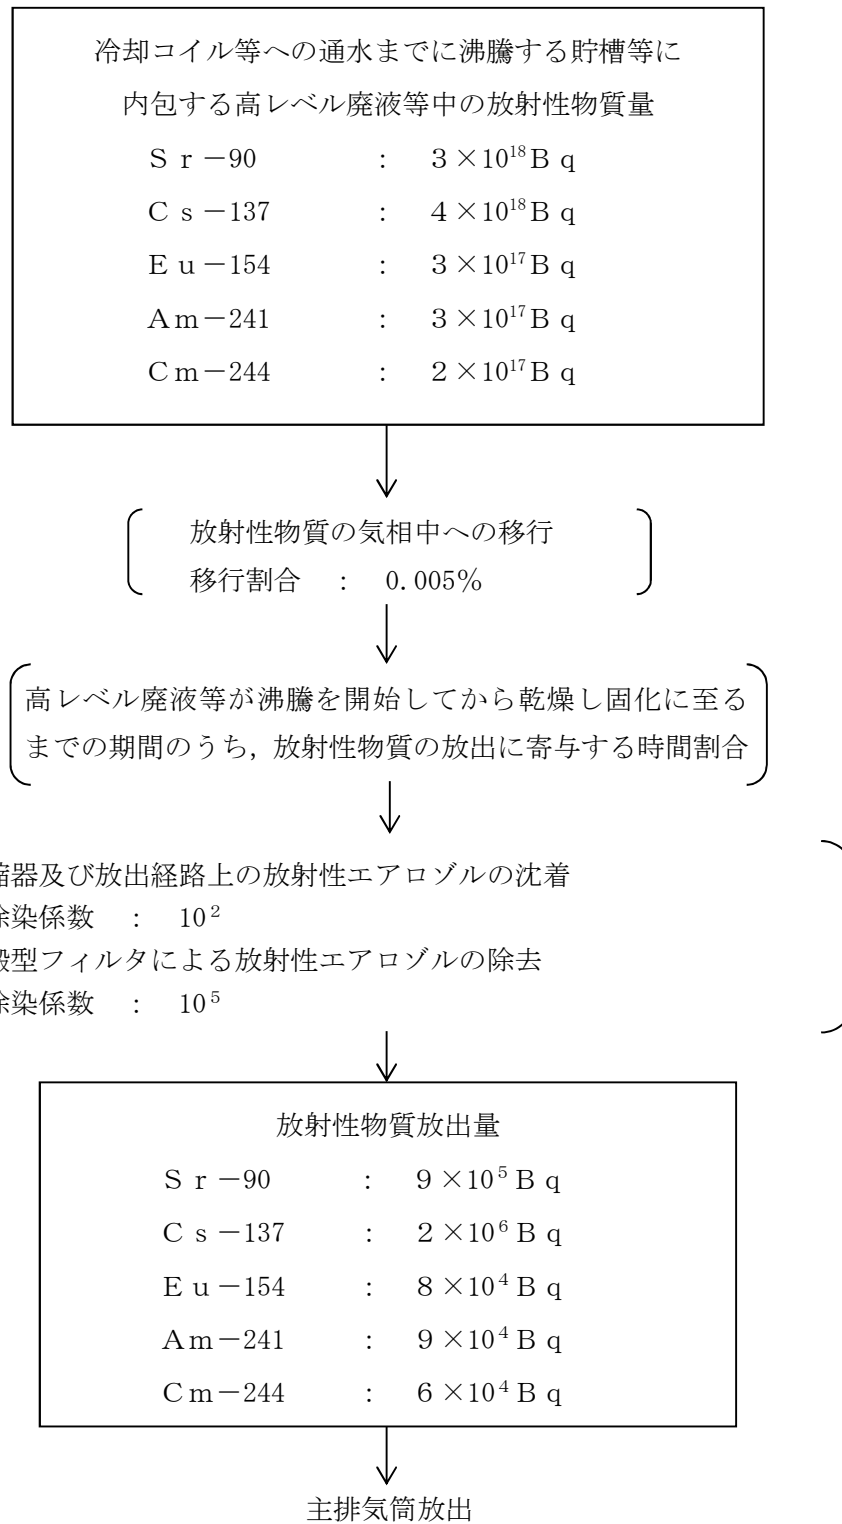 冷却コイル等への通水までに沸騰する貯槽等に
内包する高レベル廃液等中の放射性物質量
Ｓｒ－90 ： ３×10¹⁸Ｂｑ
Ｃｓ－137 ： ４×10¹⁸Ｂｑ
Ｅｕ－154 ： ３×10¹⁷Ｂｑ
Ａｍ－241 ： ３×10¹⁷Ｂｑ
Ｃｍ－244 ： ２×10¹⁷Ｂｑ
放射性物質の気相中への移行
移行割合 ： 0.005％
高レベル廃液等が沸騰を開始してから乾燥し固化に至る
までの期間のうち，放射性物質の放出に寄与する時間割合
器及び放出経路上の放射性エアロゾルの沈着
染係数 ： 10²
型フィルタによる放射性エアロゾルの除去
染係数 ： 10⁵
放射性物質放出量
Ｓｒ－90 ： ９×10⁵Ｂｑ
Ｃｓ－137 ： ２×10⁶Ｂｑ
Ｅｕ－154 ： ８×10⁴Ｂｑ
Ａｍ－241 ： ９×10⁴Ｂｑ
Ｃｍ－244 ： ６×10⁴Ｂｑ
主排気筒放出